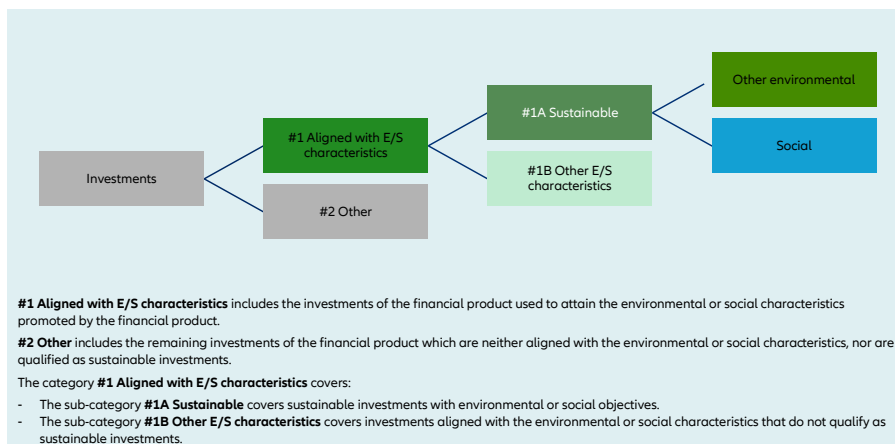 Other environmental
#1A Sustainable
#1 Aligned with E/S
characteristics
Social
Investments
#1B Other E/S
characteristics
#2 Other
#1 Aligned with E/S characteristics includes the investments of the financial product used to attain the environmental or social characteristics
promoted by the financial product.
#2 Other includes the remaining investments of the financial product which are neither aligned with the environmental or social characteristics, nor are
qualified as sustainable investments.
The category #1 Aligned with E/S characteristics covers:
- The sub-category #1A Sustainable covers sustainable investments with environmental or social objectives.
- The sub-category #1B Other E/S characteristics covers investments aligned with the environmental or social characteristics that do not qualify as
sustainable investments.